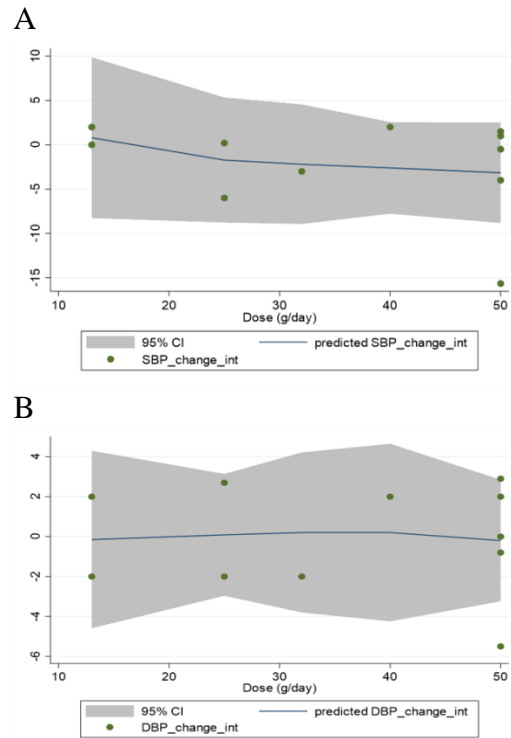 A
10
5
0
-5
-10
-15
10 20 30 40 50
Dose (g/day)
95% CI predicted SBP_change_int
SBP_change_int
B
4
2
0
-2
-4
-6
10 20 30 40 50
Dose (g/day)
95% CI predicted DBP_change_int
DBP_change_int